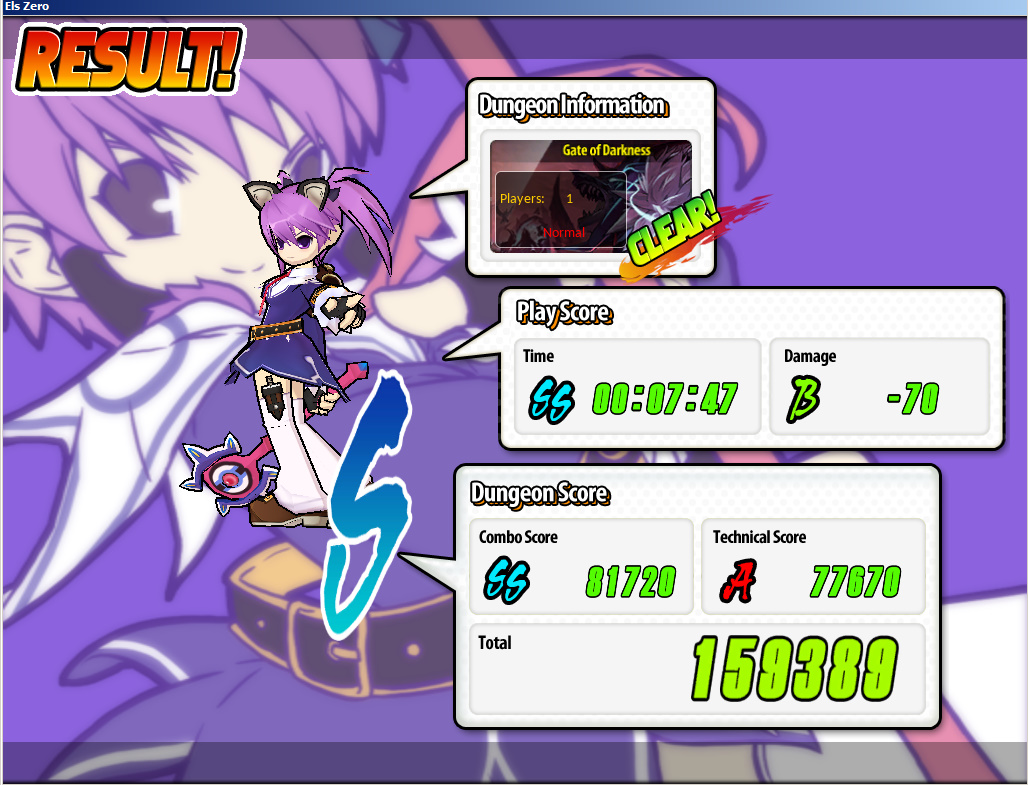 Els Zero
RESULT!
Dungeon Information
Gate of Darkness
Players: 1
Normal
CLEAR!
Play Score
Time
SS 00:07:47
Damage
B -70
S
Dungeon Score
Combo Score
SS 81720
Technical Score
A 77670
Total
159389